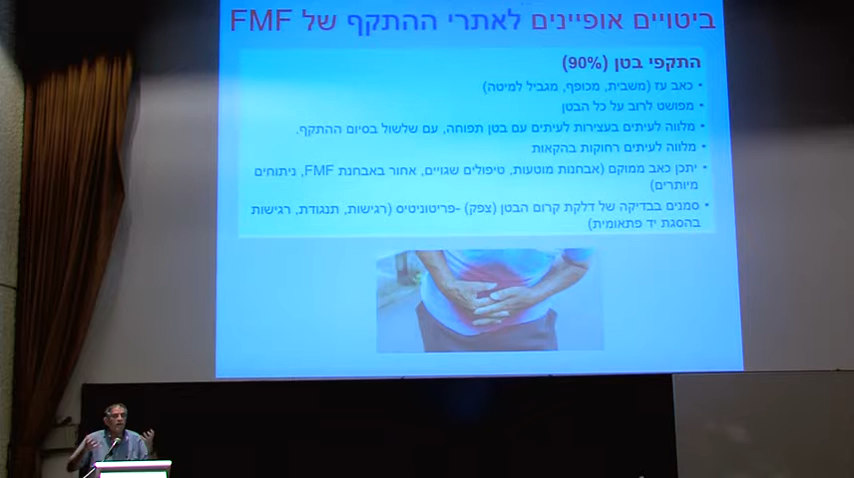 ביטויים אופייניים לאתרי ההתקף של FMF
התקפי בטן (90%)
• כאב עז (משבית, מכופף, מגביל למיטה)
• מפושט לרוב על כל הבטן
• מלווה לעיתים בעצירות לעיתים עם בטן תפוחה, עם שלשול בסיום ההתקף.
• מלווה לעיתים רחוקות בהקאות
• יתכן כאב ממוקם (אבחנות מוטעות, טיפולים שגויים, אחור באבחנת FMF, ניתוחים
מיותרים)
• סמנים בבדיקה של דלקת קרום הבטן (צפק) -פריטוניטיס (רגישות, תנגודת, רגישות
בהסגת יד פתאומית)